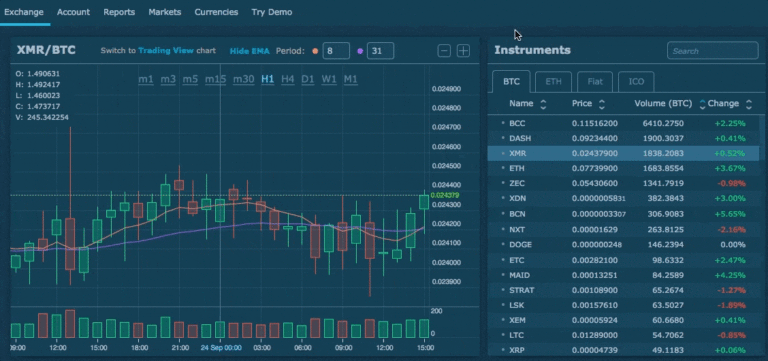 Exchange Account Reports Markets Currencies Try Demo
XMR/BTC Switch to Trading View chart Hide EMA Period: 8 31
O: 1.490631
H: 1.492417
L: 1.460023
C: 1.473717
V: 245.342254
m1 m3 m5 m15 m30 H1 H4 D1 W1 M1
0.024900
0.024800
0.024700
0.024600
0.024500
0.024400
0.024379
0.024300
0.024200
0.024100
0.024000
0.023900
200
0
09:00 12:00 15:00 18:00 21:00 24 Sep 00:00 03:00 06:00 09:00 12:00 15:00
Instruments Search
BTC ETH Fiat ICO
Name Price Volume (BTC) Change
BCC 0.11516200 6410.2750 +2.25%
DASH 0.09234400 1900.3037 +0.41%
XMR 0.02437900 1838.2083 +0.52%
ETH 0.07739900 1683.8554 +3.67%
ZEC 0.05430600 1341.7919 -0.98%
XDN 0.0000005831 382.3843 +3.00%
BCN 0.0000003307 306.9083 +5.65%
NXT 0.00001629 263.8125 -2.16%
DOGE 0.000000248 146.2394 0.00%
ETC 0.00282100 98.6332 +2.47%
MAID 0.00013251 84.2589 +4.25%
STRAT 0.00108900 65.2674 -1.27%
LSK 0.00157610 63.5027 -1.89%
XEM 0.00005924 60.6680 +0.41%
LTC 0.01289000 54.7062 -0.85%
XRP 0.00004739 49.1183 +0.06%